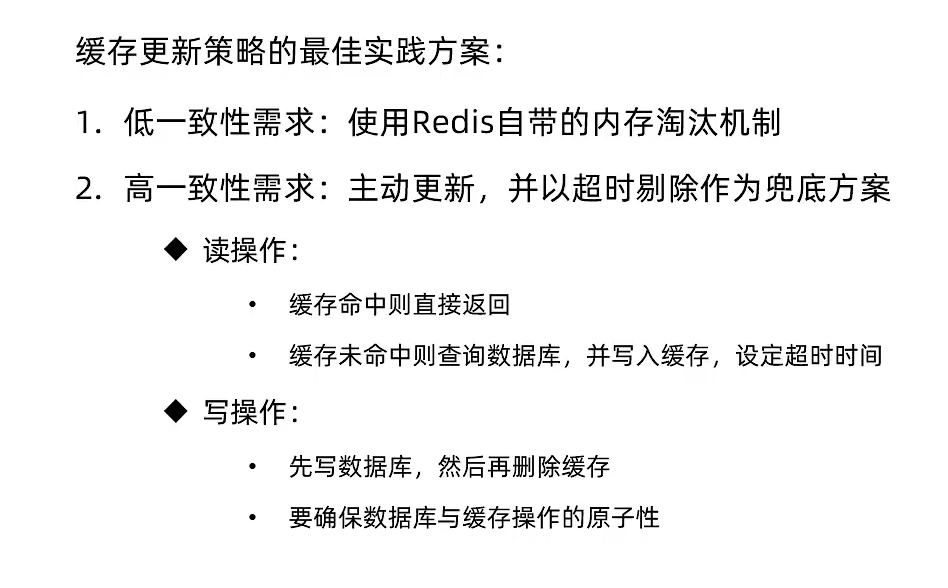 缓存更新策略的最佳实践方案：
1. 低一致性需求：使用Redis自带的内存淘汰机制
2. 高一致性需求：主动更新，并以超时剔除作为兜底方案
◆ 读操作：
• 缓存命中则直接返回
• 缓存未命中则查询数据库，并写入缓存，设定超时时间
◆ 写操作：
• 先写数据库，然后再删除缓存
• 要确保数据库与缓存操作的原子性